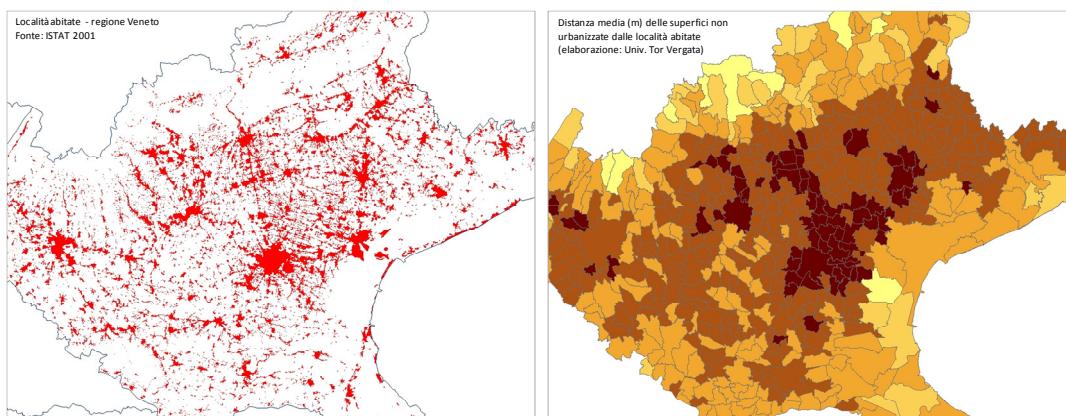 Località abitate - regione Veneto
Fonte: ISTAT 2001
Distanza media (m) delle superfici non
urbanizzate dalle località abitate
(elaborazione: Univ. Tor Vergata)